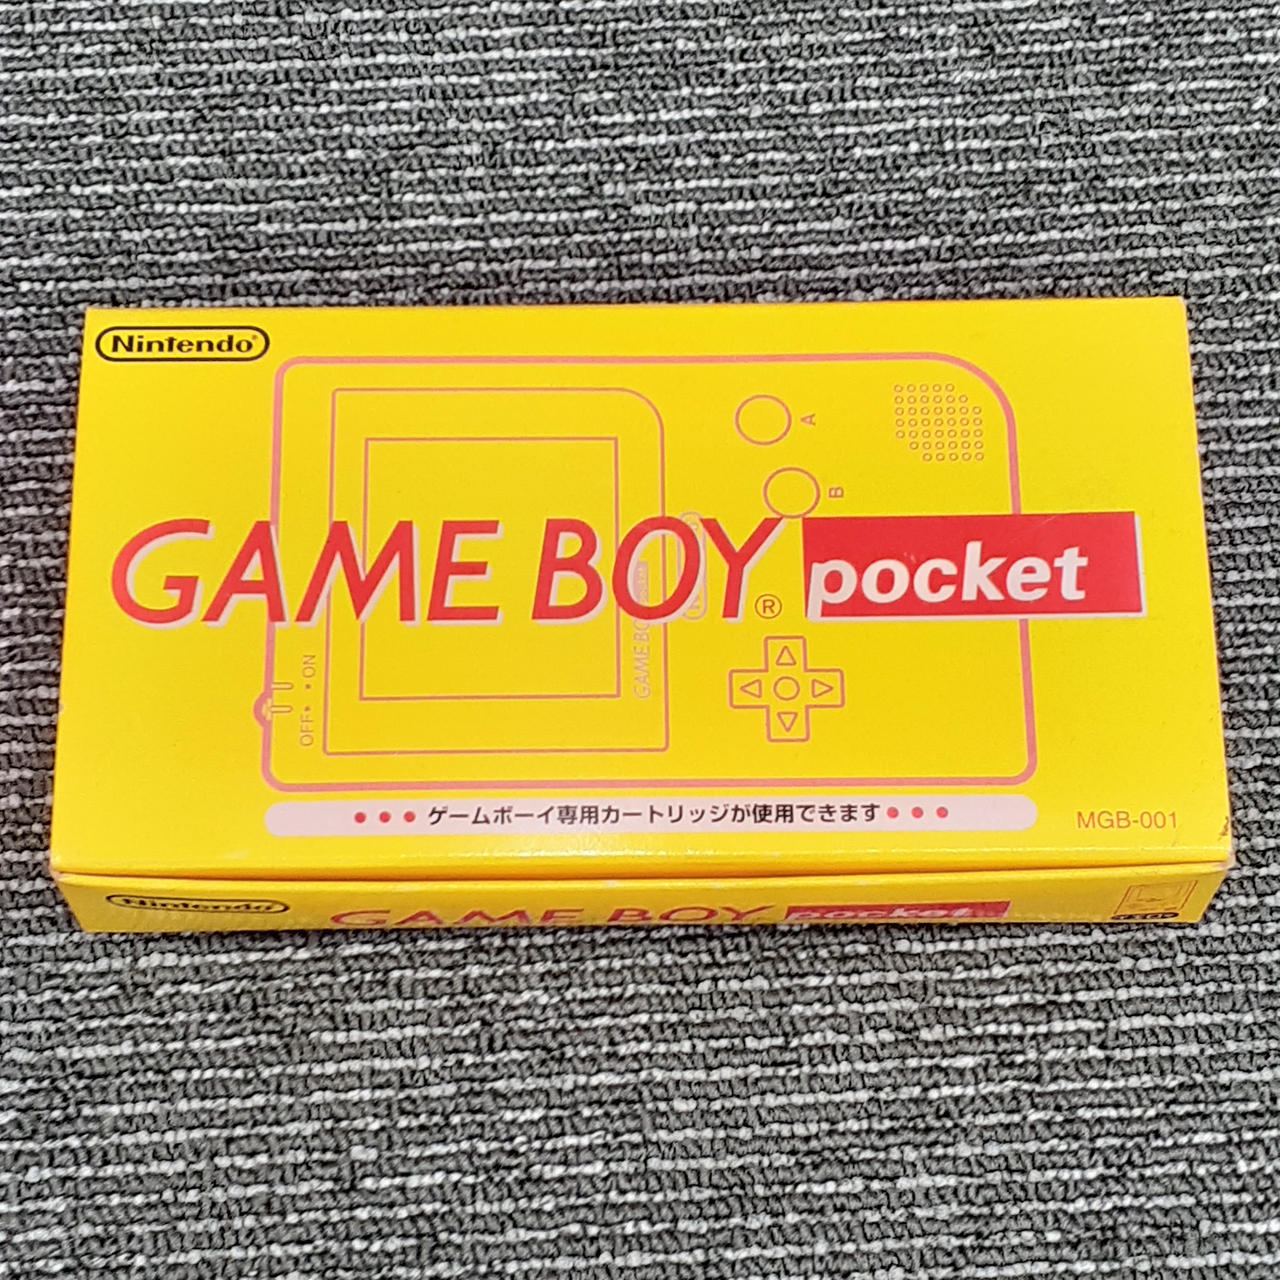 Nintendo®
A
B
GAME BOY® pocket
GAME BO
• ON
OFF•
••• ゲームボーイ専用カートリッジが使用できます •••
MGB-001
Nintendo
GAME BOY pocket